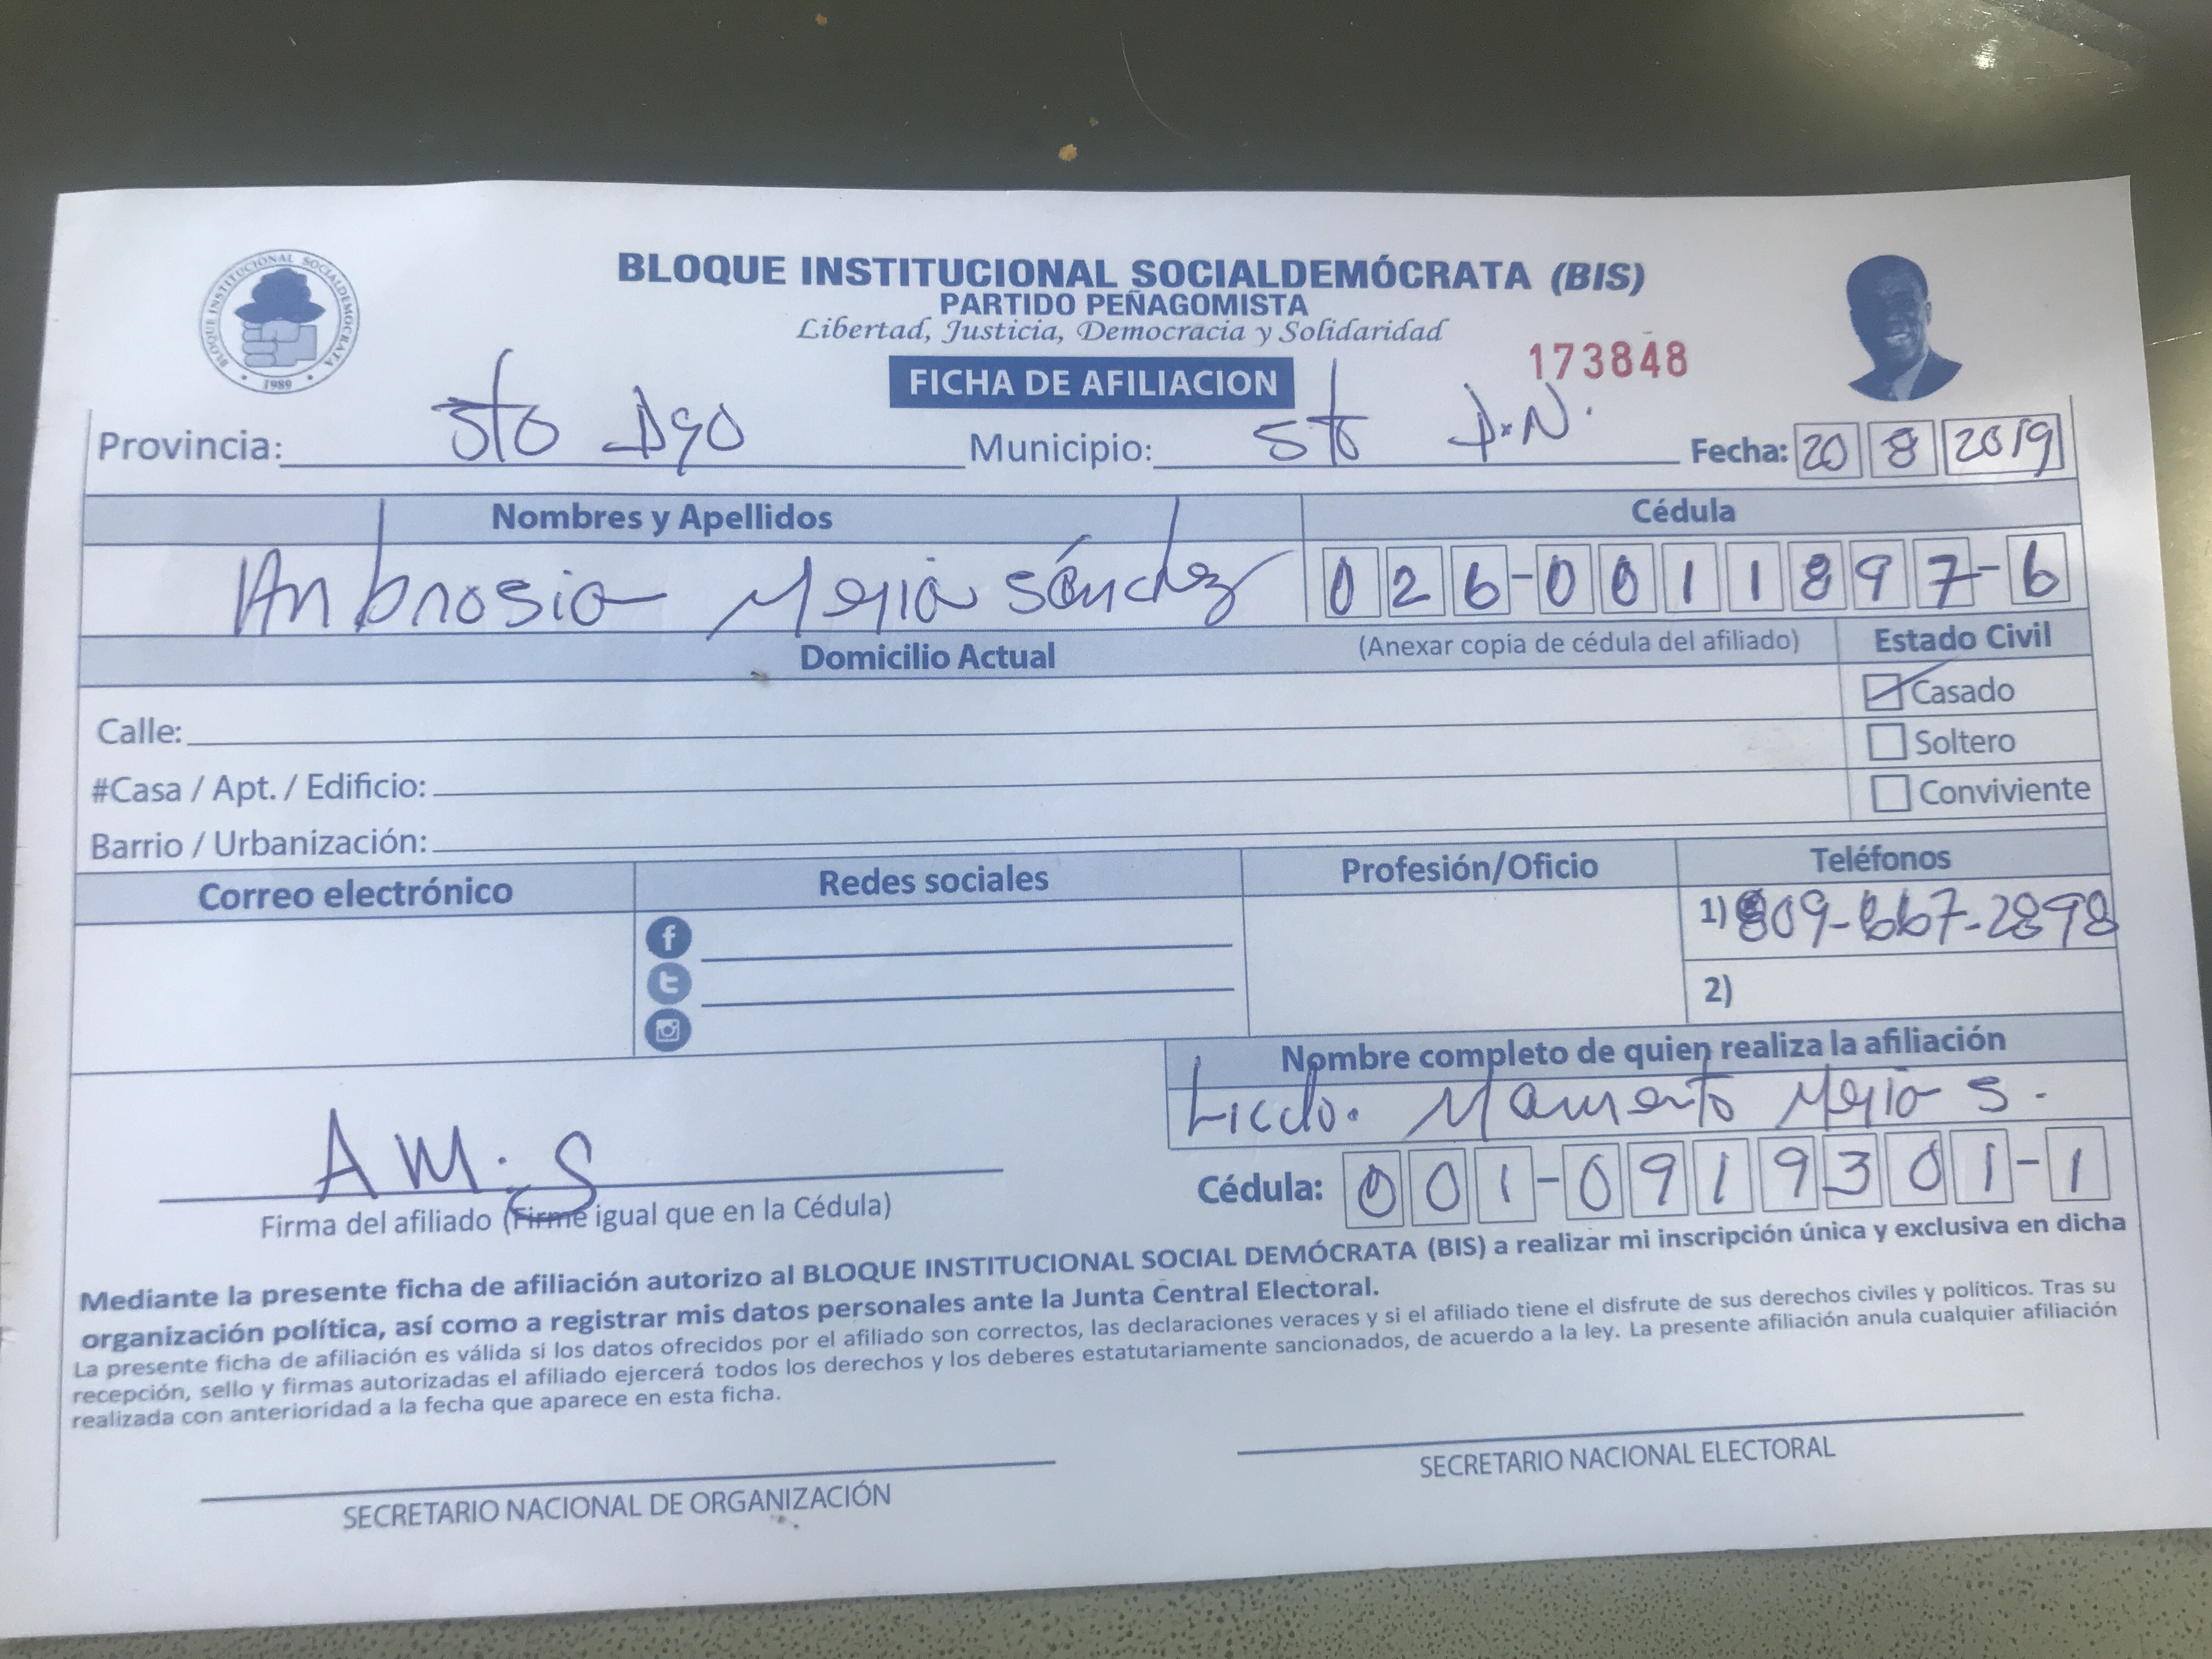 BLOQUE INSTITUCIONAL SOCIALDEMÓCRATA
1989
BLOQUE INSTITUCIONAL SOCIALDEMÓCRATA (BIS)
PARTIDO PEÑAGOMISTA
Libertad, Justicia, Democracia y Solidaridad
173848
FICHA DE AFILIACION
Provincia: Sto Dgo Municipio: Sto D.N. Fecha: 20 8 2019
Nombres y Apellidos Cédula
Ambrosia Mejia Sánchez 026-0011897-6
Domicilio Actual (Anexar copia de cédula del afiliado) Estado Civil
Casado
Calle:
Soltero
#Casa / Apt. / Edificio:
Conviviente
Barrio / Urbanización:
Correo electrónico Redes sociales Profesión/Oficio Teléfonos
1) 809-667-2898
2)
Nombre completo de quien realiza la afiliación
Licdo. Mejia S.
A M. S
Cédula: 001-0919301-1
Firma del afiliado (Firme igual que en la Cédula)
Mediante la presente ficha de afiliación autorizo al BLOQUE INSTITUCIONAL SOCIAL DEMÓCRATA (BIS) a realizar mi inscripción única y exclusiva en dicha
organización política, así como a registrar mis datos personales ante la Junta Central Electoral.
La presente ficha de afiliación es válida si los datos ofrecidos por el afiliado son correctos, las declaraciones veraces y si el afiliado tiene el disfrute de sus derechos civiles y políticos. Tras su
recepción, sello y firmas autorizadas el afiliado ejercerá todos los derechos y los deberes estatutariamente sancionados, de acuerdo a la ley. La presente afiliación anula cualquier afiliación
realizada con anterioridad a la fecha que aparece en esta ficha.
SECRETARIO NACIONAL DE ORGANIZACIÓN
SECRETARIO NACIONAL ELECTORAL